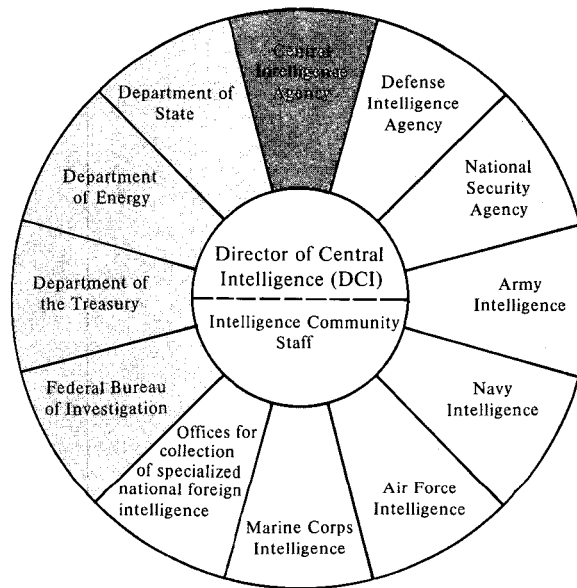 Central
Intelligence
Agency
Defense
Intelligence
Agency
National
Security
Agency
Army
Intelligence
Navy
Intelligence
Air Force
Intelligence
Marine Corps
Intelligence
Offices for
collection
of specialized
national foreign
intelligence
Federal Bureau
of Investigation
Department of
the Treasury
Department
of Energy
Department of
State
Director of Central
Intelligence (DCI)
Intelligence Community
Staff